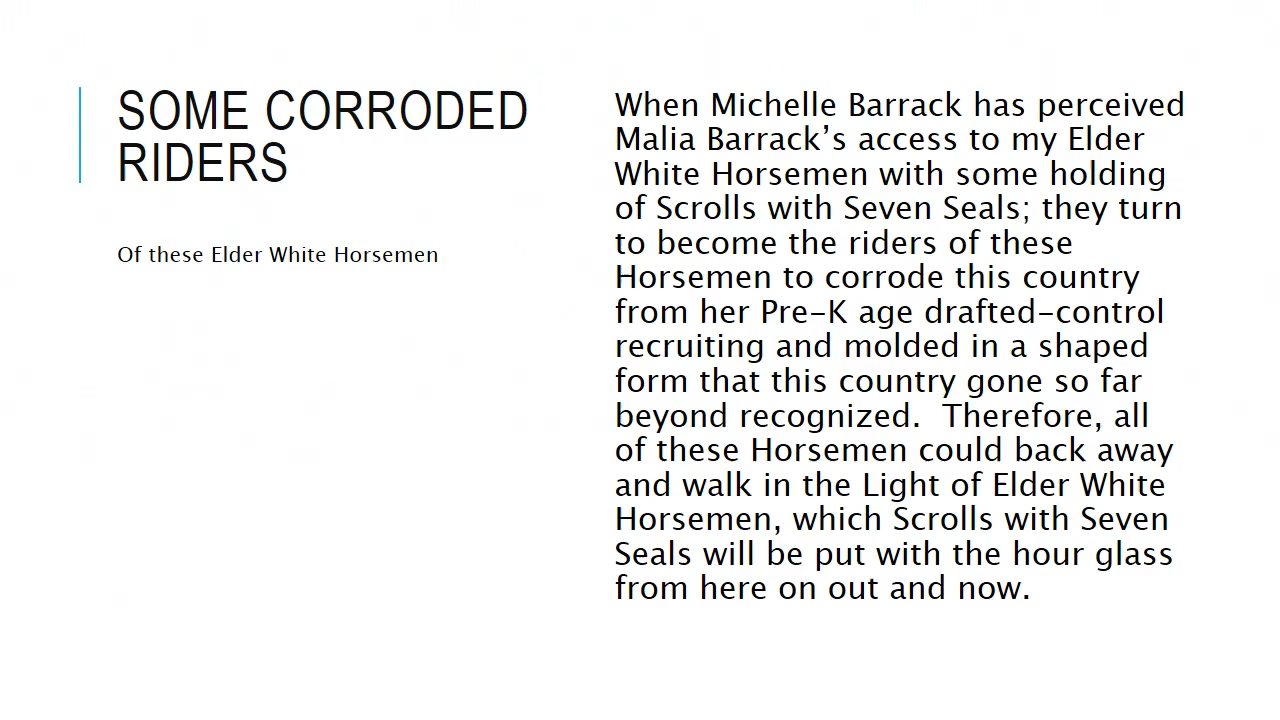 SOME CORRODED
RIDERS
Of these Elder White Horsemen
When Michelle Barrack has perceived
Malia Barrack’s access to my Elder
White Horsemen with some holding
of Scrolls with Seven Seals; they turn
to become the riders of these
Horsemen to corrode this country
from her Pre-K age drafted-control
recruiting and molded in a shaped
form that this country gone so far
beyond recognized.  Therefore, all
of these Horsemen could back away
and walk in the Light of Elder White
Horsemen, which Scrolls with Seven
Seals will be put with the hour glass
from here on out and now.